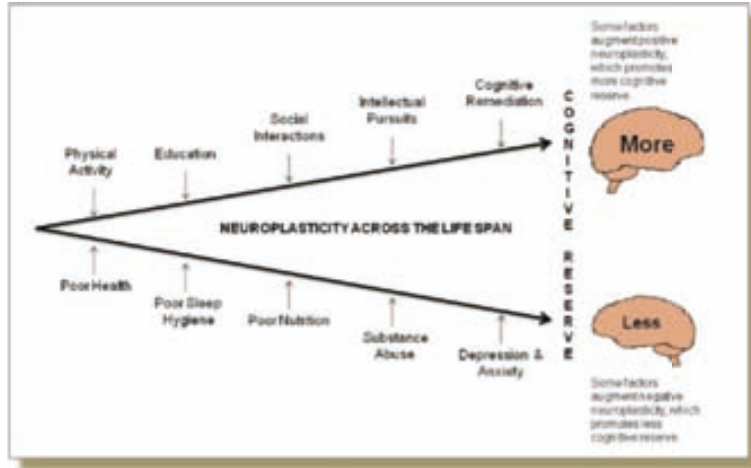 Some factors
augment positive
neuroplasticity,
which promotes
more cognitive
reserve.
Cognitive
Remediation
Intellectual
Pursuits
Social
Interactions
Education
Physical
Activity
More
NEUROPLASTICITY ACROSS THE LIFE SPAN
COGNITIVE RESERVE
Poor Health
Poor Sleep
Hygiene
Poor Nutrition
Substance
Abuse
Depression &
Anxiety
Less
Some factors
augment negative
neuroplasticity, which
promotes less
cognitive reserve.